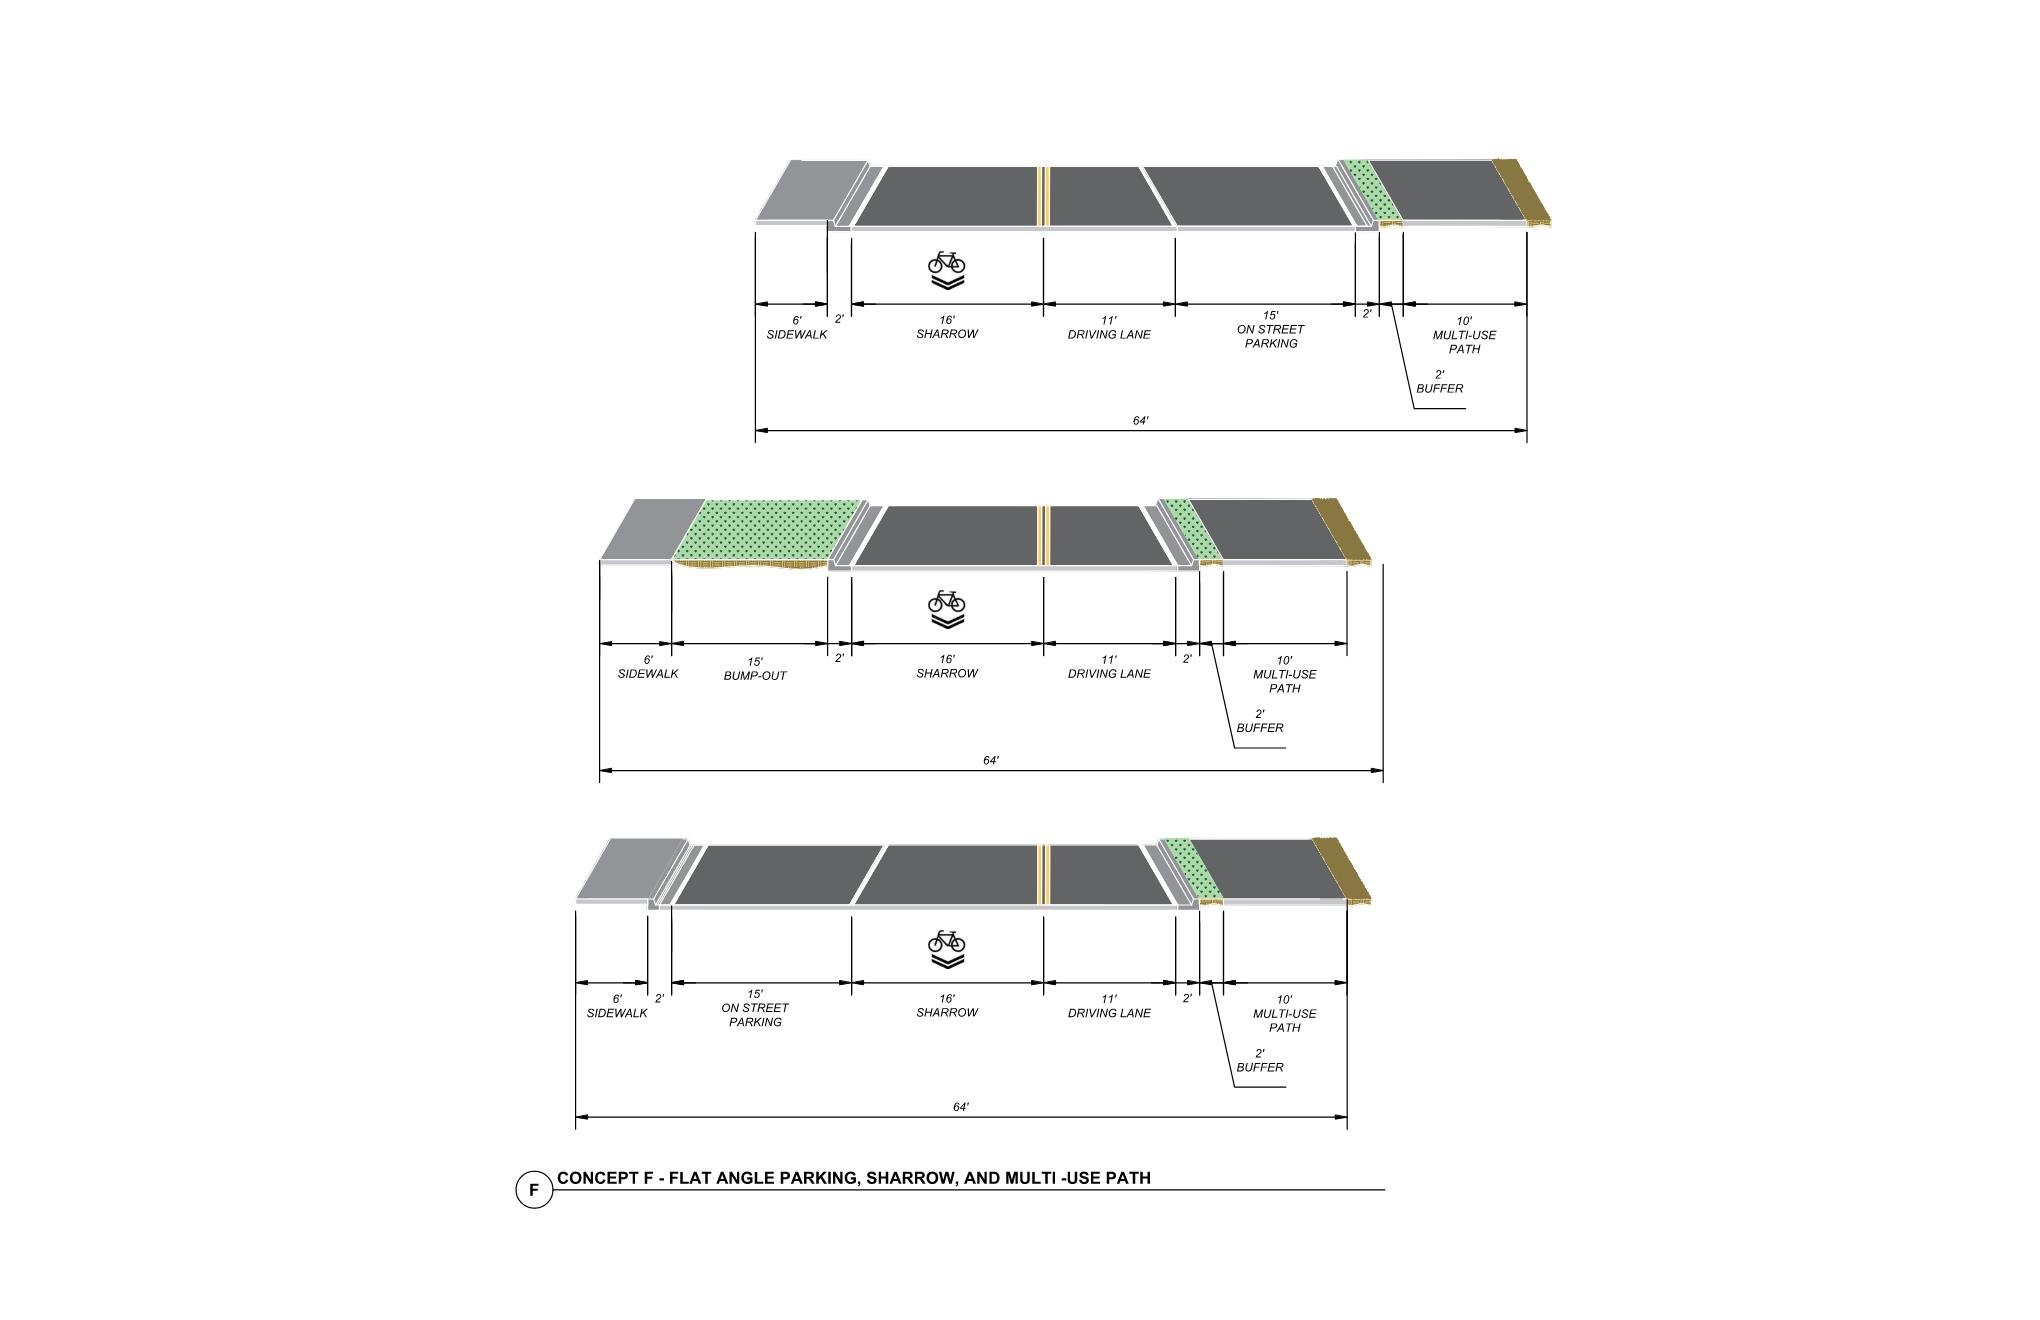 6' 2' 16' 11' 15' 2' 10'
SIDEWALK SHARROW DRIVING LANE ON STREET MULTI-USE
PARKING PATH
2'
BUFFER
64'
6' 15' 2' 16' 11' 2' 10'
SIDEWALK BUMP-OUT SHARROW DRIVING LANE MULTI-USE
PATH
2'
BUFFER
64'
6' 2' 15' 16' 11' 2' 10'
SIDEWALK ON STREET SHARROW DRIVING LANE MULTI-USE
PARKING PATH
2'
BUFFER
64'
F CONCEPT F - FLAT ANGLE PARKING, SHARROW, AND MULTI -USE PATH